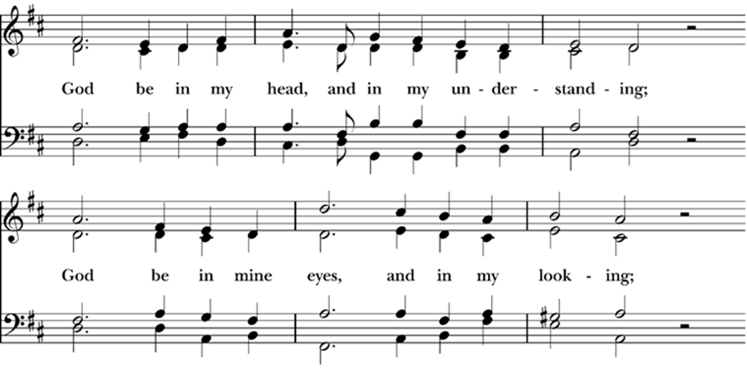 God be in my head, and in my un - der - stand - ing;
God be in mine eyes, and in my look - ing;